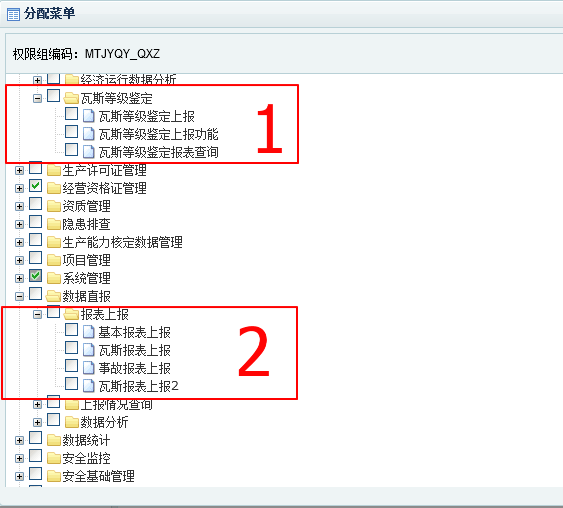 分配菜单
权限组编码：MTJYQY_QXZ
经济运行数据分析
瓦斯等级鉴定
瓦斯等级鉴定上报
瓦斯等级鉴定上报功能
瓦斯等级鉴定报表查询
1
生产许可证管理
经营资格证管理
资质管理
隐患排查
生产能力核定数据管理
项目管理
系统管理
数据直报
报表上报
基本报表上报
瓦斯报表上报
事故报表上报
瓦斯报表上报2
2
上报情况查询
数据分析
数据统计
安全监控
安全基础管理